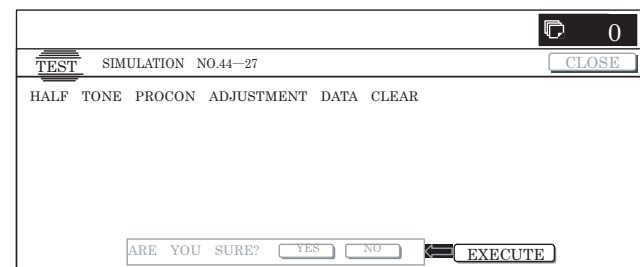 0
TEST SIMULATION NO.44—27 CLOSE
HALF TONE PROCON ADJUSTMENT DATA CLEAR
ARE YOU SURE? YES NO EXECUTE